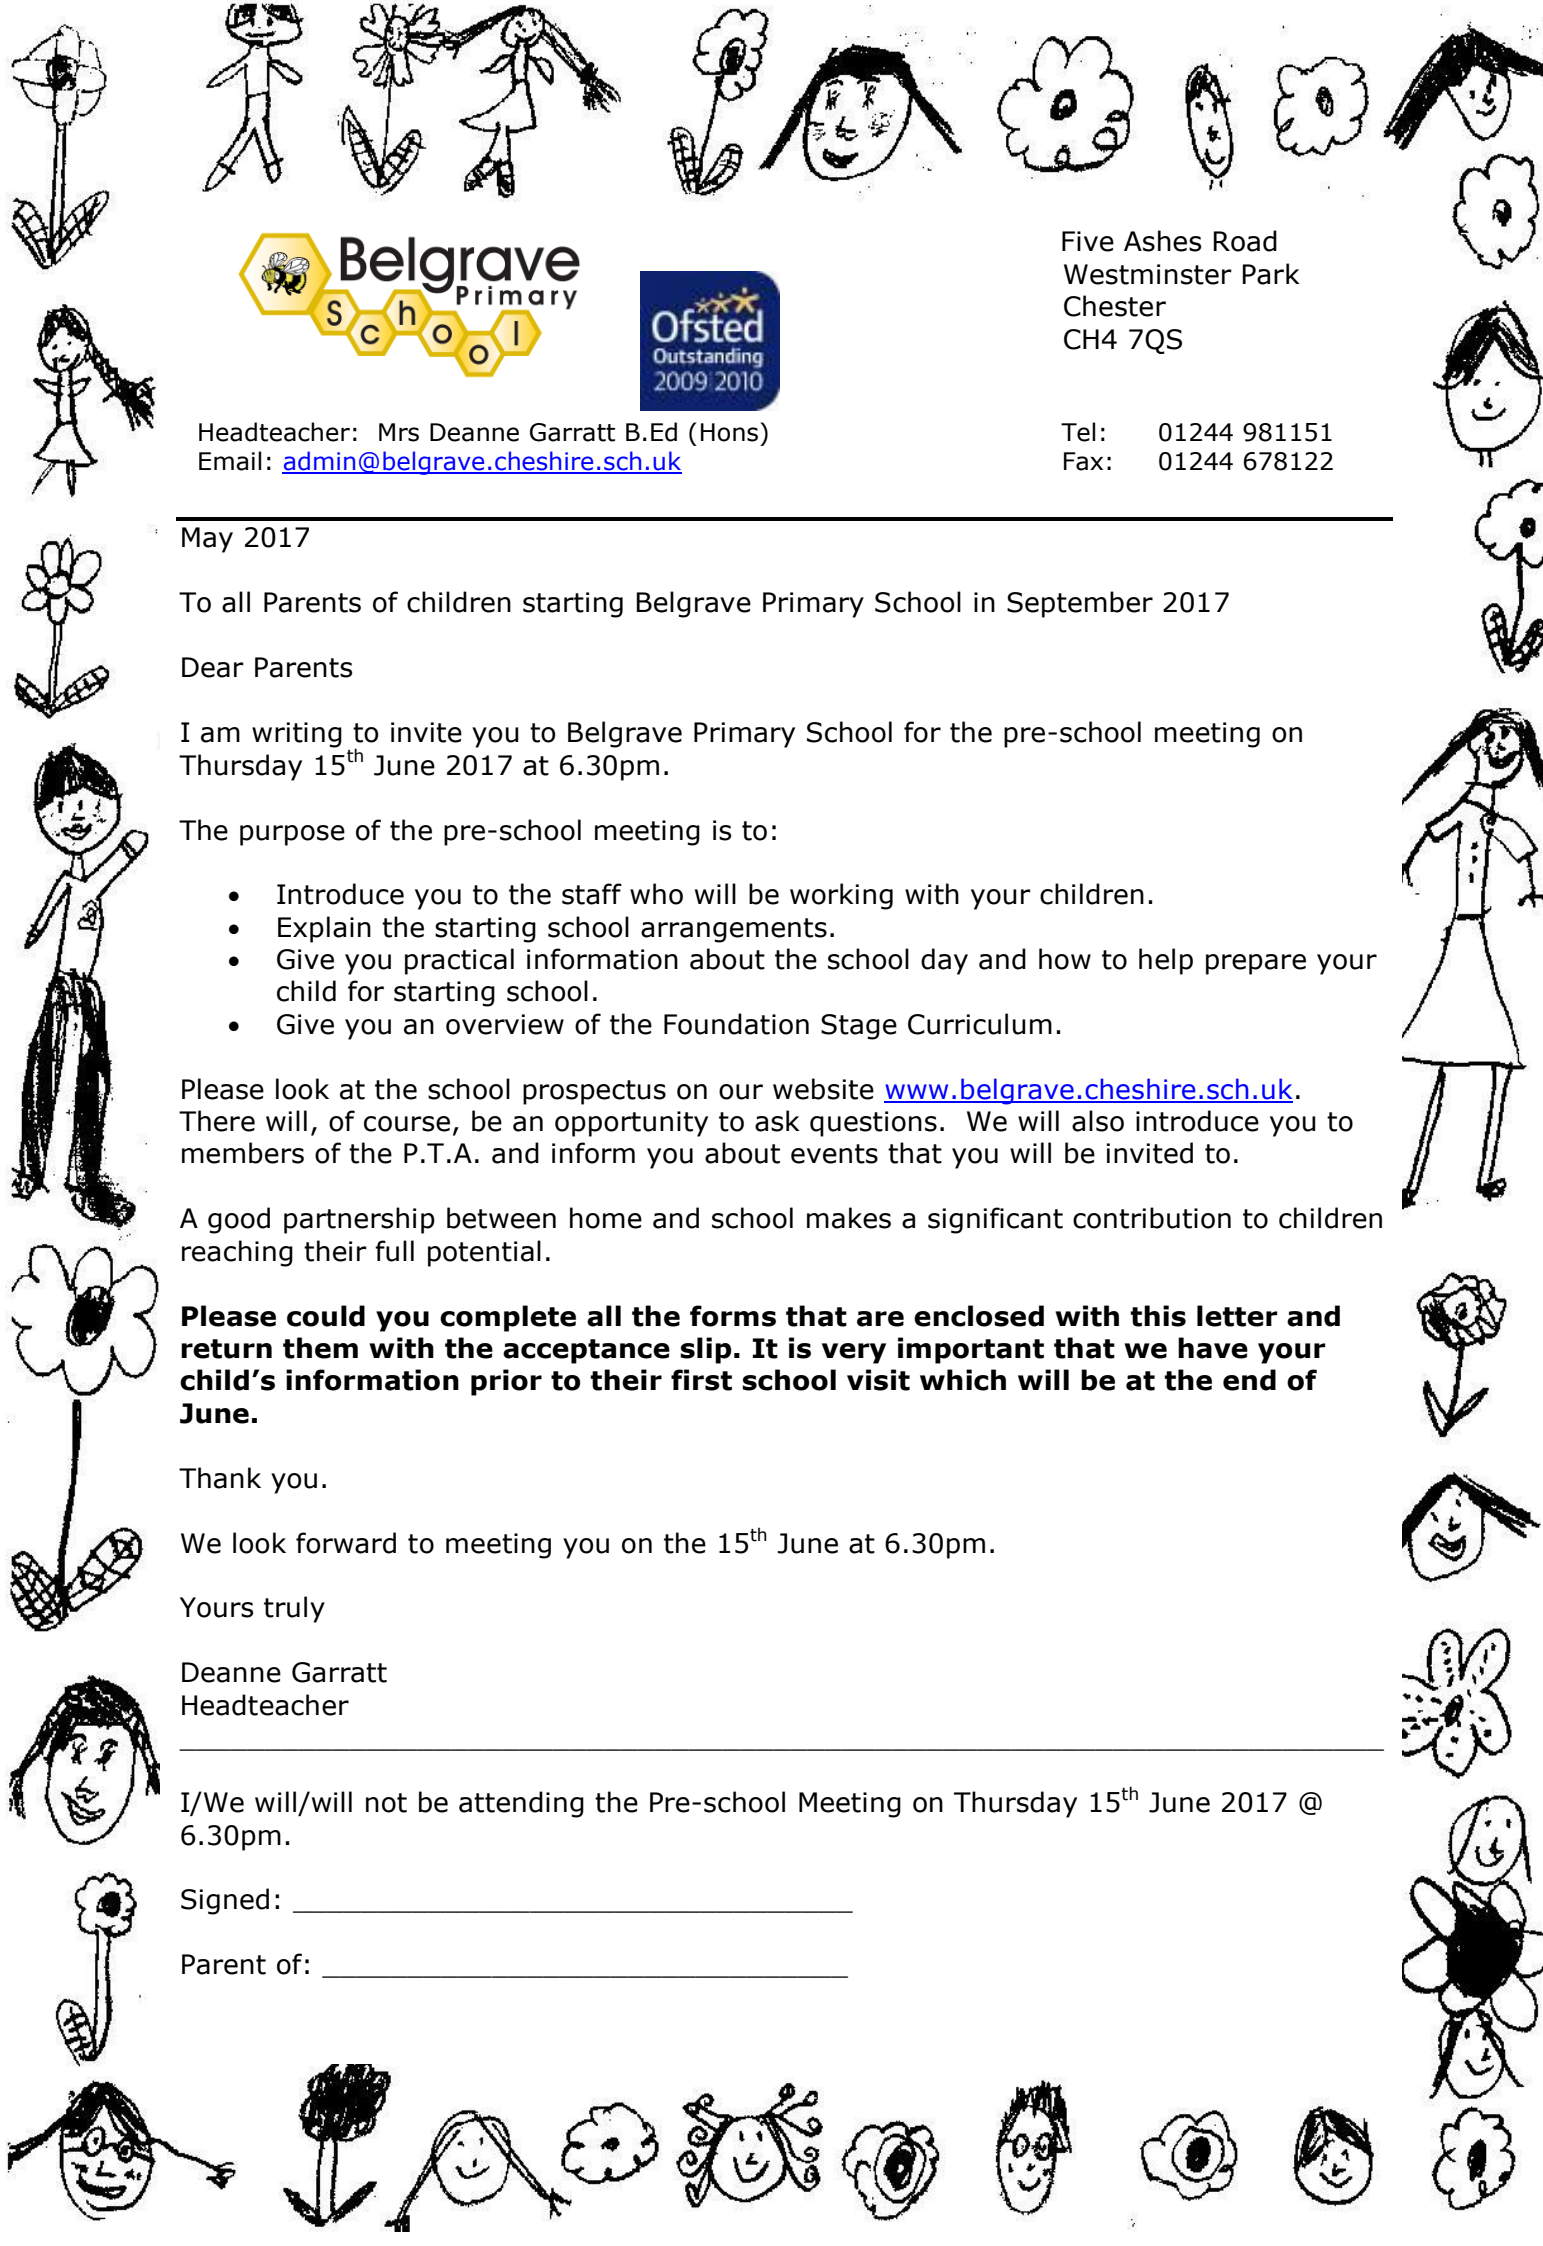 Belgrave
Primary
School
Ofsted
Outstanding
2009 2010
Five Ashes Road
Westminster Park
Chester
CH4 7QS
Headteacher: Mrs Deanne Garratt B.Ed (Hons)
Email: admin@belgrave.cheshire.sch.uk
Tel: 01244 981151
Fax: 01244 678122
May 2017
To all Parents of children starting Belgrave Primary School in September 2017
Dear Parents
I am writing to invite you to Belgrave Primary School for the pre-school meeting on
Thursday 15th June 2017 at 6.30pm.
The purpose of the pre-school meeting is to:
• Introduce you to the staff who will be working with your children.
• Explain the starting school arrangements.
• Give you practical information about the school day and how to help prepare your
child for starting school.
• Give you an overview of the Foundation Stage Curriculum.
Please look at the school prospectus on our website www.belgrave.cheshire.sch.uk.
There will, of course, be an opportunity to ask questions. We will also introduce you to
members of the P.T.A. and inform you about events that you will be invited to.
A good partnership between home and school makes a significant contribution to children
reaching their full potential.
Please could you complete all the forms that are enclosed with this letter and
return them with the acceptance slip. It is very important that we have your
child's information prior to their first school visit which will be at the end of
June.
Thank you.
We look forward to meeting you on the 15th June at 6.30pm.
Yours truly
Deanne Garratt
Headteacher
I/We will/will not be attending the Pre-school Meeting on Thursday 15th June 2017 @
6.30pm.
Signed: ___________________________________
Parent of: _________________________________